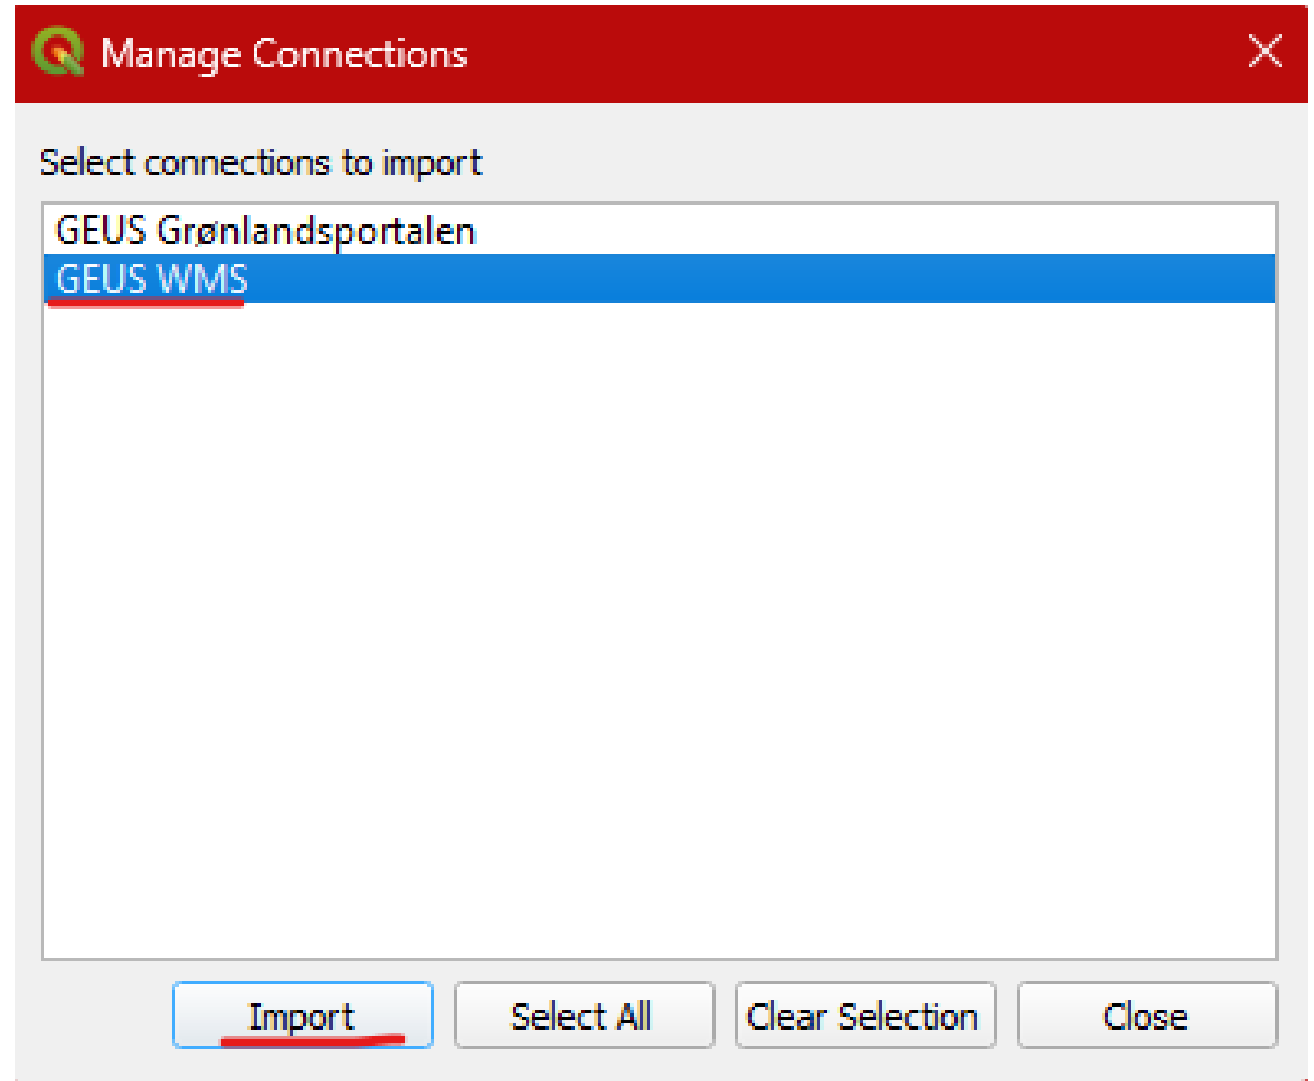 Manage Connections
Select connections to import
GEUS Grønlandsportalen
GEUS WMS
Import Select All Clear Selection Close